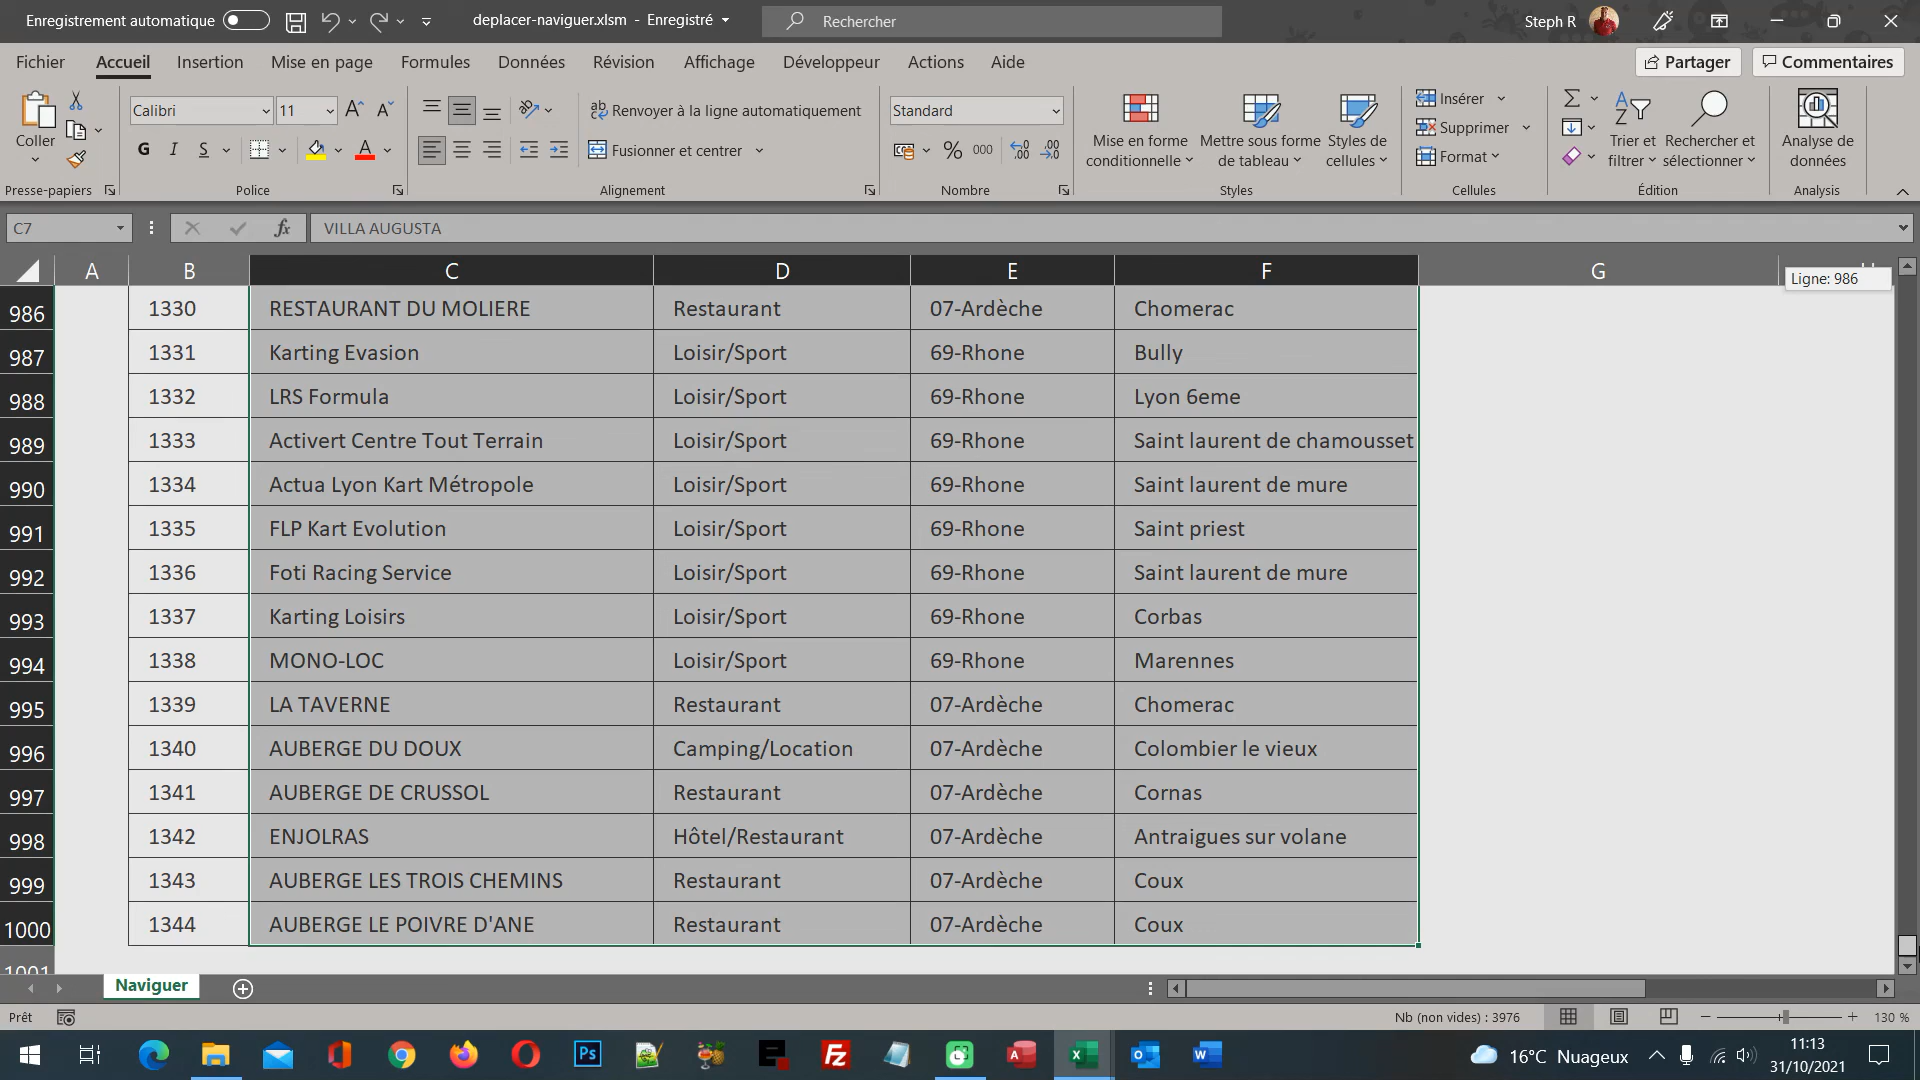 Enregistrement automatique deplacer-naviguer.xlsm - Enregistré Rechercher Steph R
Fichier Accueil Insertion Mise en page Formules Données Révision Affichage Développeur Actions Aide Partager Commentaires
Coller
Presse-papiers
Calibri 11
G I S
Police
Renvoyer à la ligne automatiquement
Fusionner et centrer
Alignement
Standard
% 000
Nombre
Mise en forme conditionnelle
Mettre sous forme de tableau
Styles de cellules
Styles
Insérer
Supprimer
Format
Cellules
Trier et filtrer
Rechercher et sélectionner
Édition
Analyse de données
Analysis
C7 fx VILLA AUGUSTA
A B C D E F G
Ligne: 986
986 1330 RESTAURANT DU MOLIERE Restaurant 07-Ardèche Chomerac
987 1331 Karting Evasion Loisir/Sport 69-Rhone Bully
988 1332 LRS Formula Loisir/Sport 69-Rhone Lyon 6eme
989 1333 Activert Centre Tout Terrain Loisir/Sport 69-Rhone Saint laurent de chamousset
990 1334 Actua Lyon Kart Métropole Loisir/Sport 69-Rhone Saint laurent de mure
991 1335 FLP Kart Evolution Loisir/Sport 69-Rhone Saint priest
992 1336 Foti Racing Service Loisir/Sport 69-Rhone Saint laurent de mure
993 1337 Karting Loisirs Loisir/Sport 69-Rhone Corbas
994 1338 MONO-LOC Loisir/Sport 69-Rhone Marennes
995 1339 LA TAVERNE Restaurant 07-Ardèche Chomerac
996 1340 AUBERGE DU DOUX Camping/Location 07-Ardèche Colombier le vieux
997 1341 AUBERGE DE CRUSSOL Restaurant 07-Ardèche Cornas
998 1342 ENJOLRAS Hôtel/Restaurant 07-Ardèche Antraigues sur volane
999 1343 AUBERGE LES TROIS CHEMINS Restaurant 07-Ardèche Coux
1000 1344 AUBERGE LE POIVRE D'ANE Restaurant 07-Ardèche Coux
1001
Naviguer
Prêt Nb (non vides) : 3976 130 %
16°C Nuageux 11:13
31/10/2021